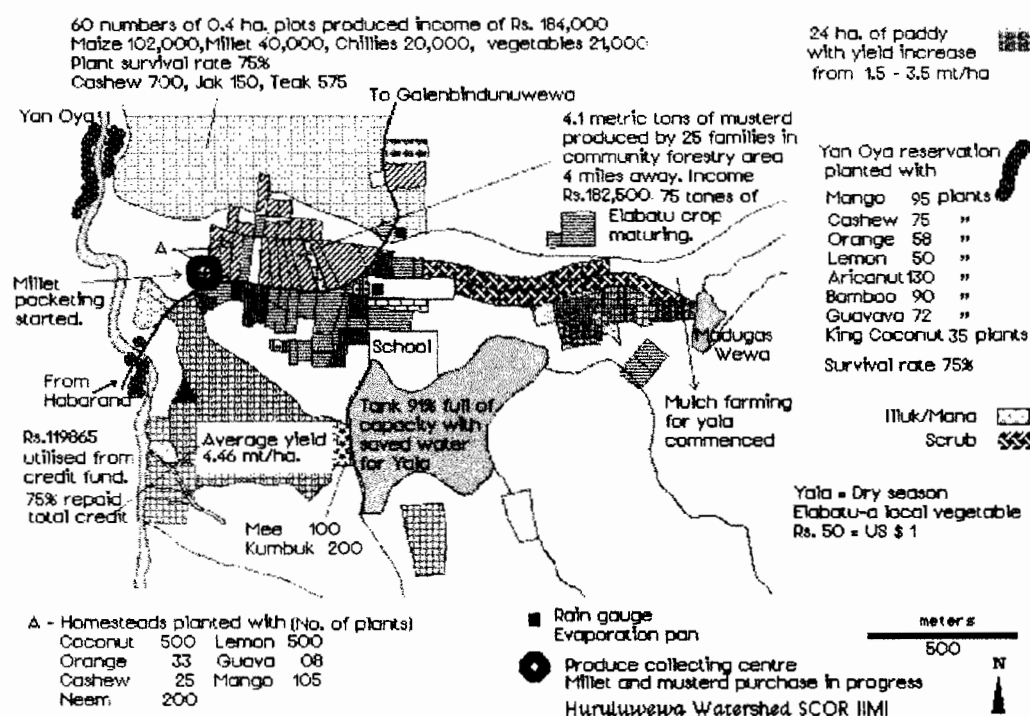 60 numbers of 0.4 ha. plots produced income of Rs. 184,000
Maize 102,000, Millet 40,000, Chillies 20,000, vegetables 21,000
Plant survival rate 75%
Cashew 700, Jak 150, Teak 575
24 ha. of paddy
with yield increase
from 1.5 - 3.5 mt/ha
To Galenbindunuwewa
Yan Oya
4.1 metric tons of musterd
produced by 25 families in
community forestry area
4 miles away. Income
Rs.182,500. 75 tones of
Elabatu crop
maturing.
Yan Oya reservation
planted with
Mango 95 plants
Cashew 75 "
Orange 58 "
Lemon 50 "
Aricanut 130 "
Bamboo 90 "
Guavava 72 "
King Coconut 35 plants
Survival rate 75%
Δ
Millet
packeting
started.
School
Madugas
Wewa
From
Habarana
Tank 91% full of
capacity with
saved water
for Yala
Mulch farming
for yala
commenced
Illuk/Mana
Scrub
Rs.119865
utilised from
credit fund.
75% repaid
total credit
Average yield
4.46 mt/ha.
Mee 100
Kumbuk 200
Yala = Dry season
Elabatu-a local vegetable
Rs. 50 = US $ 1
Δ - Homesteads planted with (No. of plants)
Coconut 500 Lemon 500
Orange 33 Guava 08
Cashew 25 Mango 105
Neem 200
Rain gauge
Evaporation pan
Produce collecting centre
Millet and musterd purchase in progress
Huruluwewa Watershed SCOR IIMI
meters
500
N